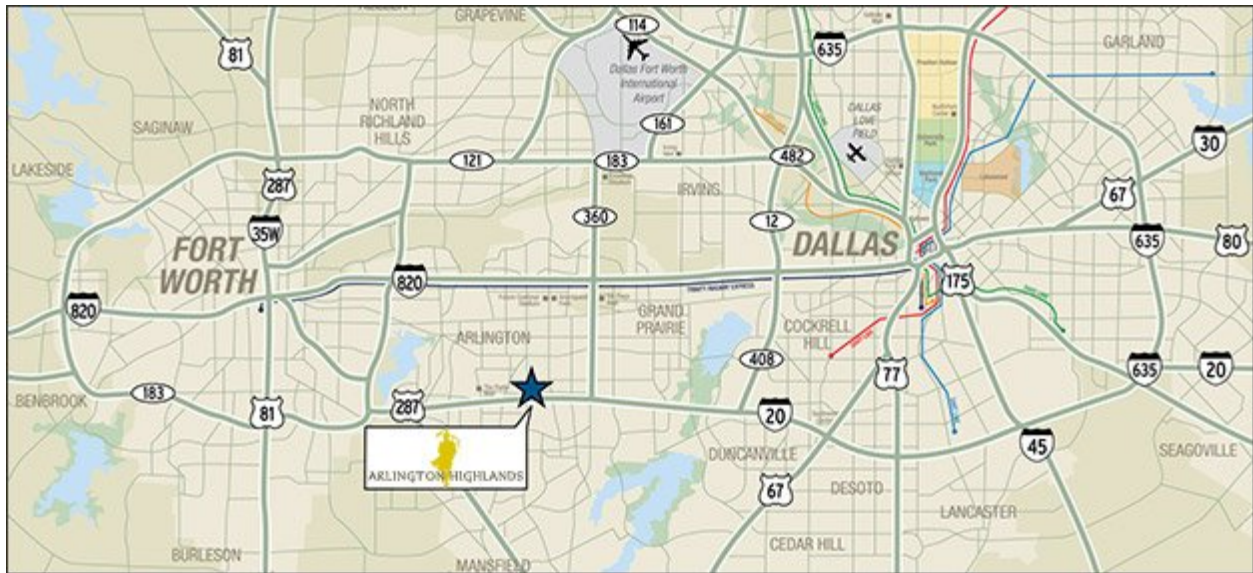 GRAPEVINE
114
81
635
GARLAND
Dallas Fort Worth
International
Airport
NORTH
RICHLAND
HILLS
SAGINAW
161
DALLAS
LOVE
FIELD
LAKESIDE
121
183
482
30
287
IRVING
67
360
12
35W
FORT
WORTH
DALLAS
635
80
820
175
820
TRINITY RAILWAY EXPRESS
GRAND
PRAIRIE
COCKRELL
HILL
ARLINGTON
408
77
635
20
183
BENBROOK
81
287
20
45
SEAGOVILLE
ARLINGTON HIGHLANDS
DUNCANVILLE
67
DESOTO
LANCASTER
CEDAR HILL
BURLESON
MANSFIELD